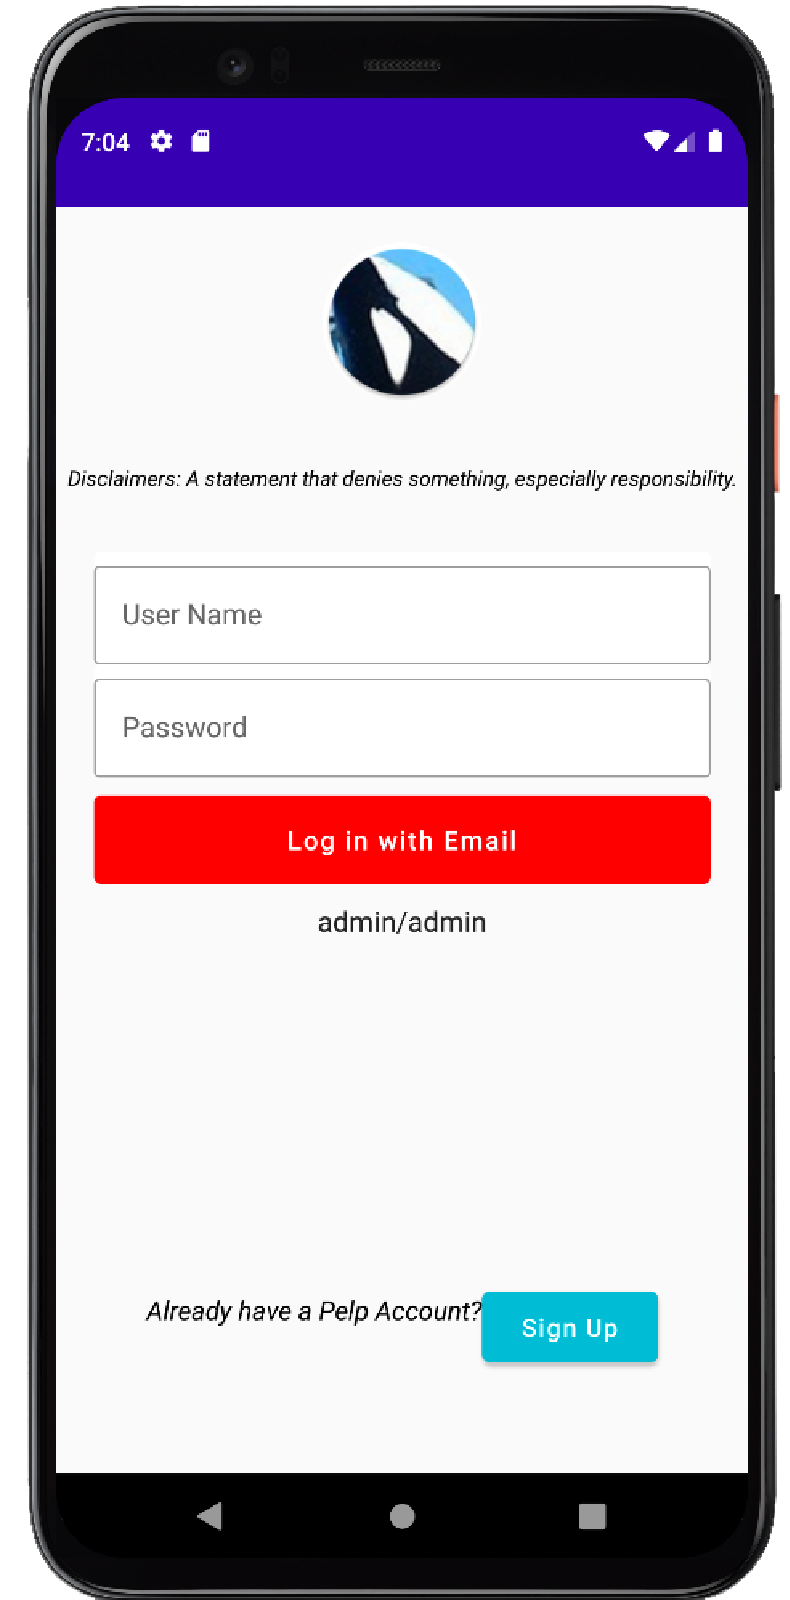 7:04
Disclaimers: A statement that denies something, especially responsibility.
User Name
Password
Log in with Email
admin/admin
Already have a Pelp Account?
Sign Up